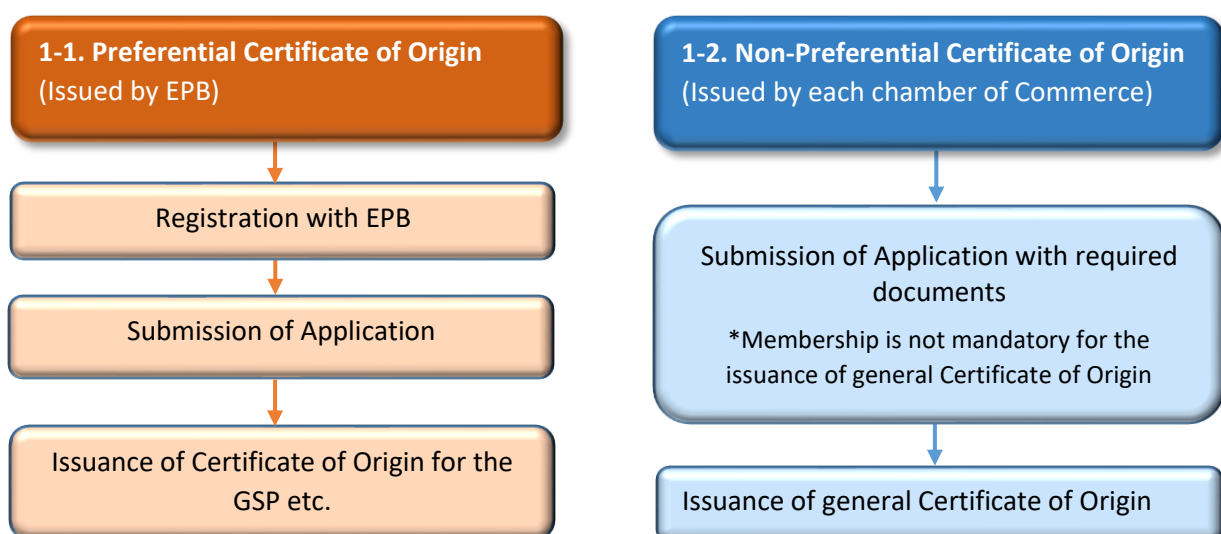 1-1. Preferential Certificate of Origin
(Issued by EPB)
Registration with EPB
Submission of Application
Issuance of Certificate of Origin for the
GSP etc.
1-2. Non-Preferential Certificate of Origin
(Issued by each chamber of Commerce)
Submission of Application with required
documents
*Membership is not mandatory for the
issuance of general Certificate of Origin
Issuance of general Certificate of Origin